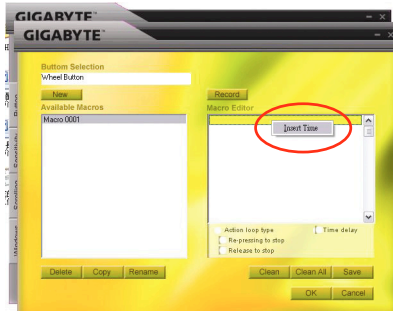 GIGABYTE™
GIGABYTE™
Buttom Selection
Wheel Button
New
Record
Available Macros
Macro Editor
Macro 0001
Insert Time
Button
Sensitivity
Scrolling
Windows
Action loop type
Time delay
Re-pressing to stop
Release to stop
Delete
Copy
Rename
Clean
Clean All
Save
OK
Cancel